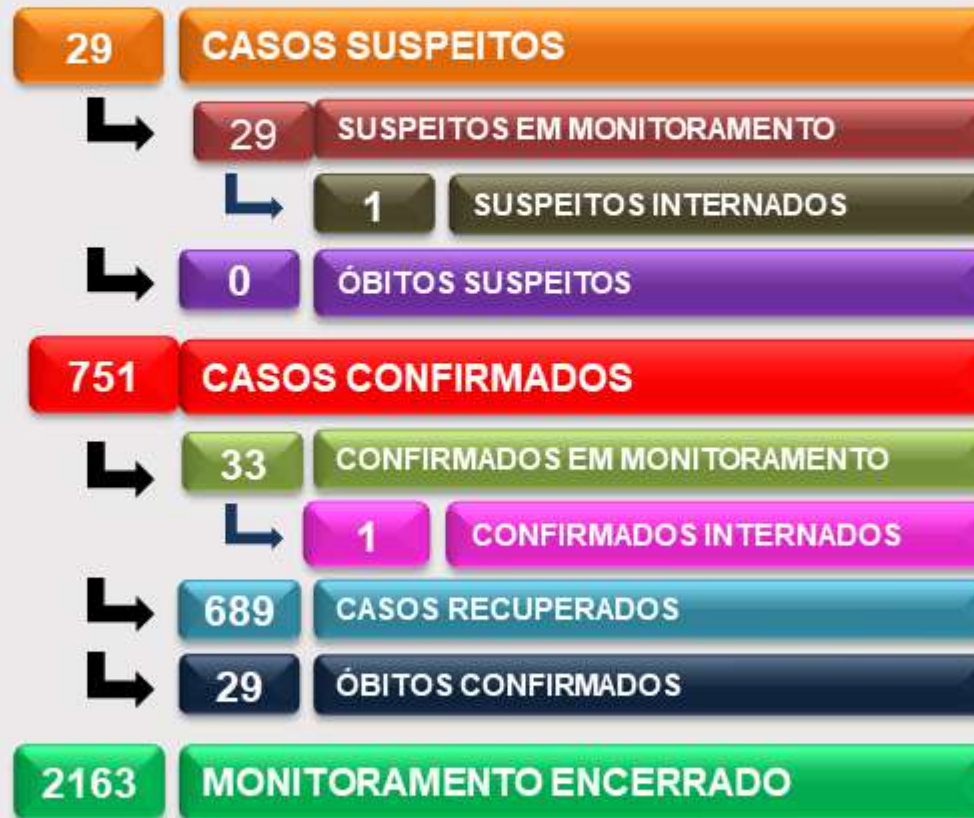 29 CASOS SUSPEITOS
29 SUSPEITOS EM MONITORAMENTO
1 SUSPEITOS INTERNADOS
0 ÓBITOS SUSPEITOS
751 CASOS CONFIRMADOS
33 CONFIRMADOS EM MONITORAMENTO
1 CONFIRMADOS INTERNADOS
689 CASOS RECUPERADOS
29 ÓBITOS CONFIRMADOS
2163 MONITORAMENTO ENCERRADO